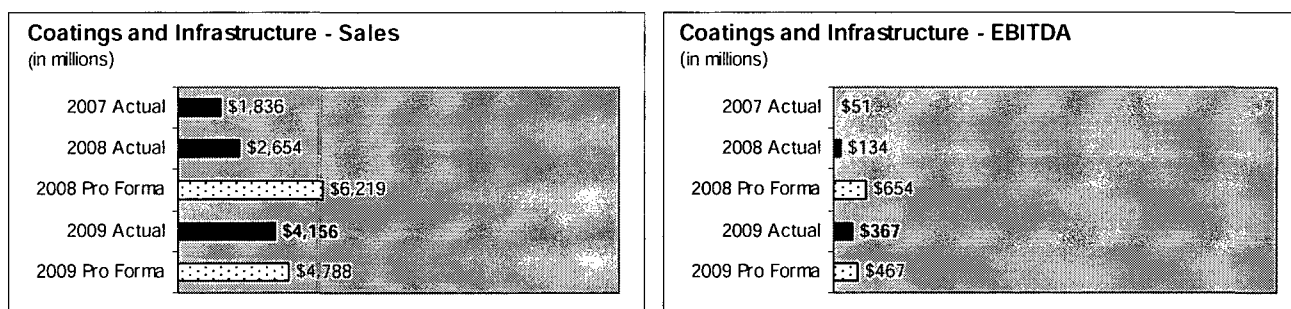 Coatings and Infrastructure - Sales
(in millions)
2007 Actual $1,836
2008 Actual $2,654
2008 Pro Forma $6,219
2009 Actual $4,156
2009 Pro Forma $4,788
Coatings and Infrastructure - EBITDA
(in millions)
2007 Actual $51
2008 Actual $134
2008 Pro Forma $654
2009 Actual $367
2009 Pro Forma $467